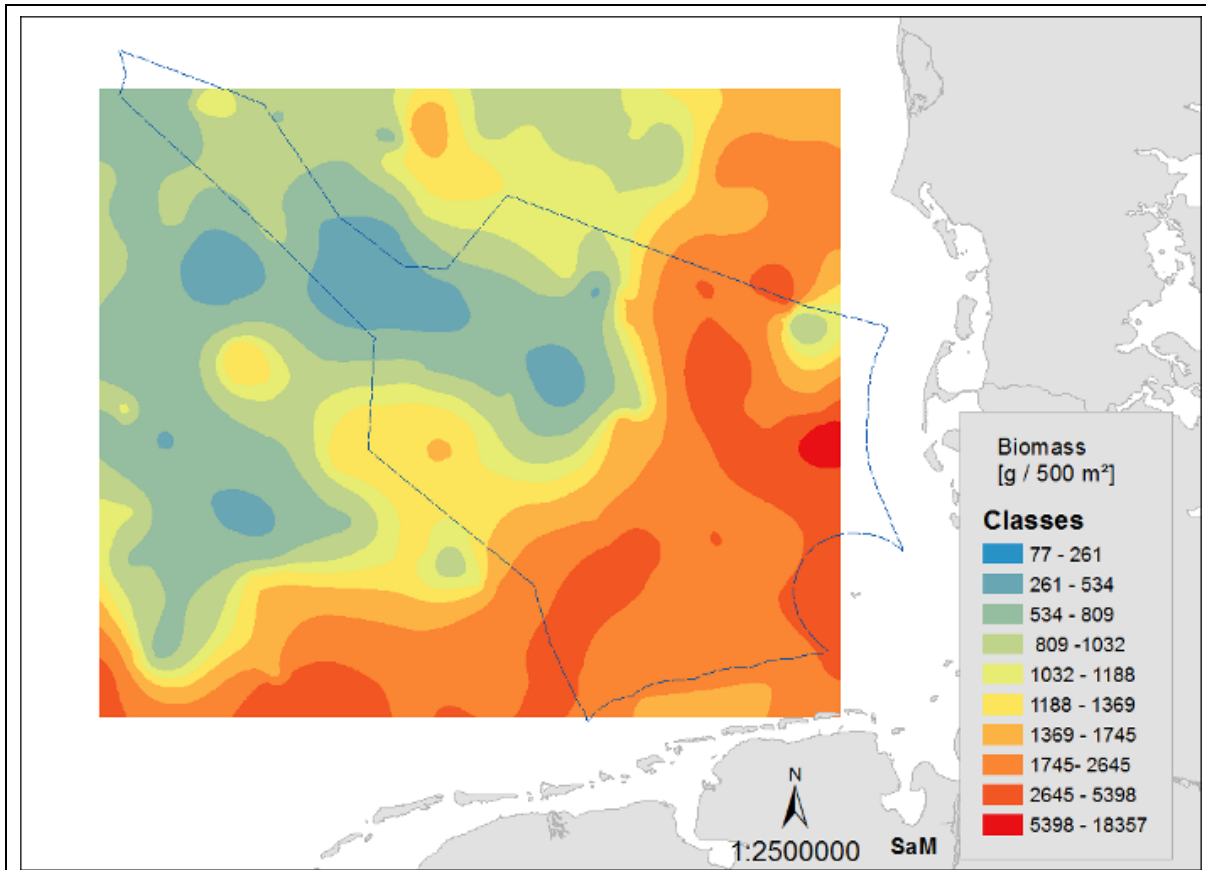 Biomass
[g / 500 m²]
Classes
77 - 261
261 - 534
534 - 809
809 -1032
1032 - 1188
1188 - 1369
1369 - 1745
1745- 2645
2645 - 5398
5398 - 18357
N
1:2500000
SaM